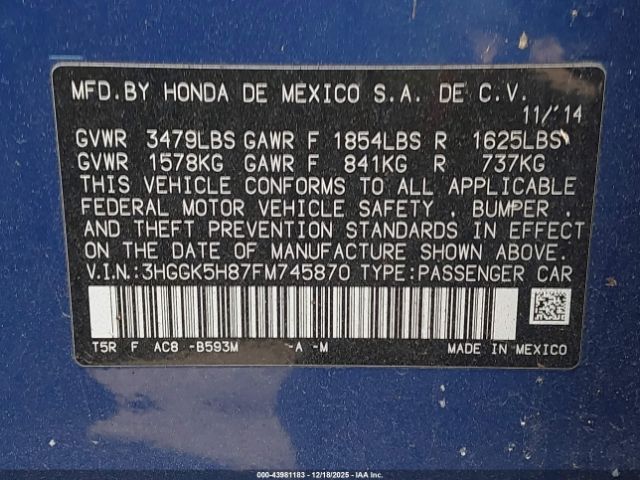 MFD.BY HONDA DE MEXICO S.A. DE C.V.
11/'14
GVWR 3479LBS GAWR F 1854LBS R 1625LBS
GVWR 1578KG GAWR F 841KG R 737KG
THIS VEHICLE CONFORMS TO ALL APPLICABLE
FEDERAL MOTOR VEHICLE SAFETY , BUMPER ,
AND THEFT PREVENTION STANDARDS IN EFFECT
ON THE DATE OF MANUFACTURE SHOWN ABOVE.
V.I.N.:3HGGK5H87FM745870 TYPE:PASSENGER CAR
T5R F AC8 -B593M -A -M MADE IN MEXICO
000-43981183 - 12/18/2025 - IAA Inc.